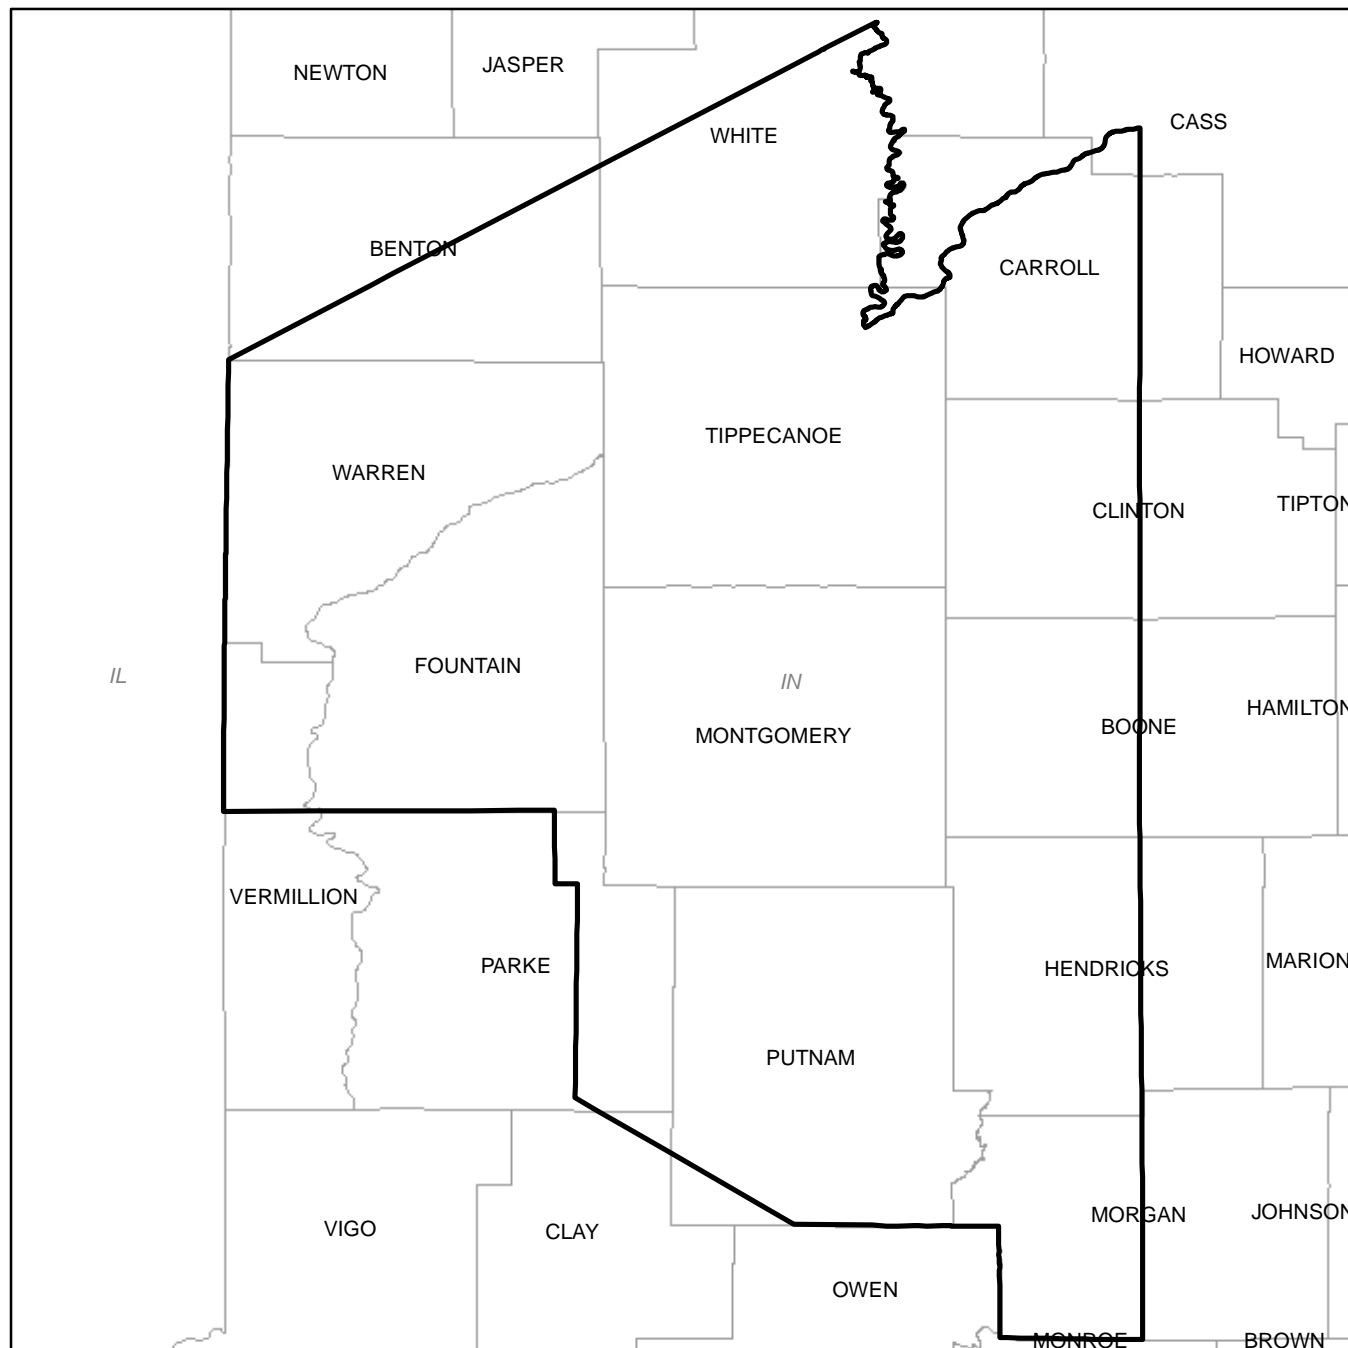 JASPER
NEWTON
CASS
WHITE
BENTON
CARROLL
HOWARD
TIPPECANOE
WARREN
TIPTON
CLINTON
FOUNTAIN
IL
IN
HAMILTON
BOONE
MONTGOMERY
VERMILLION
MARION
PARKE
HENDRICKS
PUTNAM
JOHNSON
MORGAN
VIGO
CLAY
OWEN
MONROE
BROWN